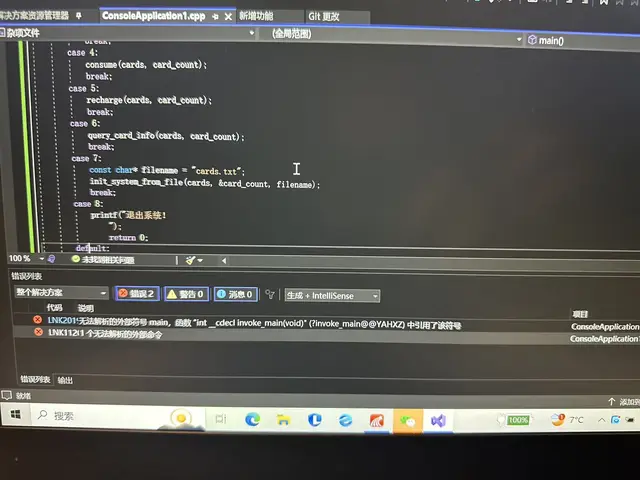 解决方案资源管理器
ConsoleApplication1.cpp
新增功能
Git 更改
杂项文件
(全局范围)
main()
break;
case 4:
consume(cards, card_count);
break;
case 5:
recharge(cards, card_count);
break;
case 6:
query_card_info(cards, card_count);
break;
case 7:
const char* filename = "cards.txt";
init_system_from_file(cards, &card_count, filename);
break;
case 8:
printf("退出系统!
");
return 0;
default:
100 %
未找到相关问题
错误列表
整个解决方案
错误 2
警告 0
消息 0
生成 + IntelliSense
代码
说明
项目
LNK201 无法解析的外部符号 main，函数 "int __cdecl invoke_main(void)" (?invoke_main@@YAHXZ) 中引用了该符号
ConsoleApplication
LNK112 1 个无法解析的外部命令
ConsoleApplication1
错误列表
输出
就绪
添加到
搜索
100%
7°C